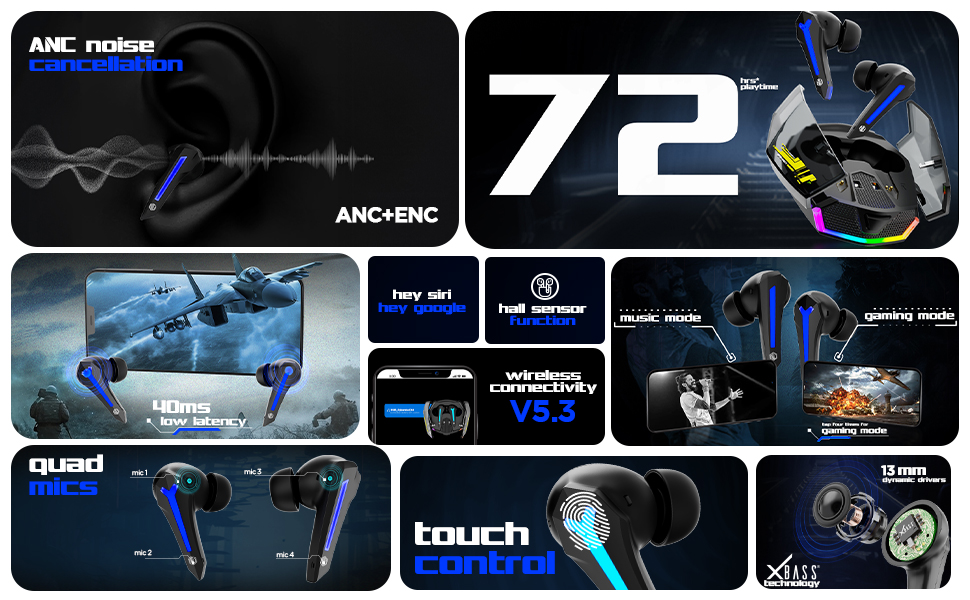 ANC noise
cancellation
ANC+ENC
72
hrs*
playtime
40ms
low latency
hey siri
hey google
hall sensor
function
wireless
connectivity
V5.3
music mode
gaming mode
tap four times for
gaming mode
quad
mics
mic 1
mic 2
mic 3
mic 4
touch
control
13 mm
dynamic drivers
XBASS
technology